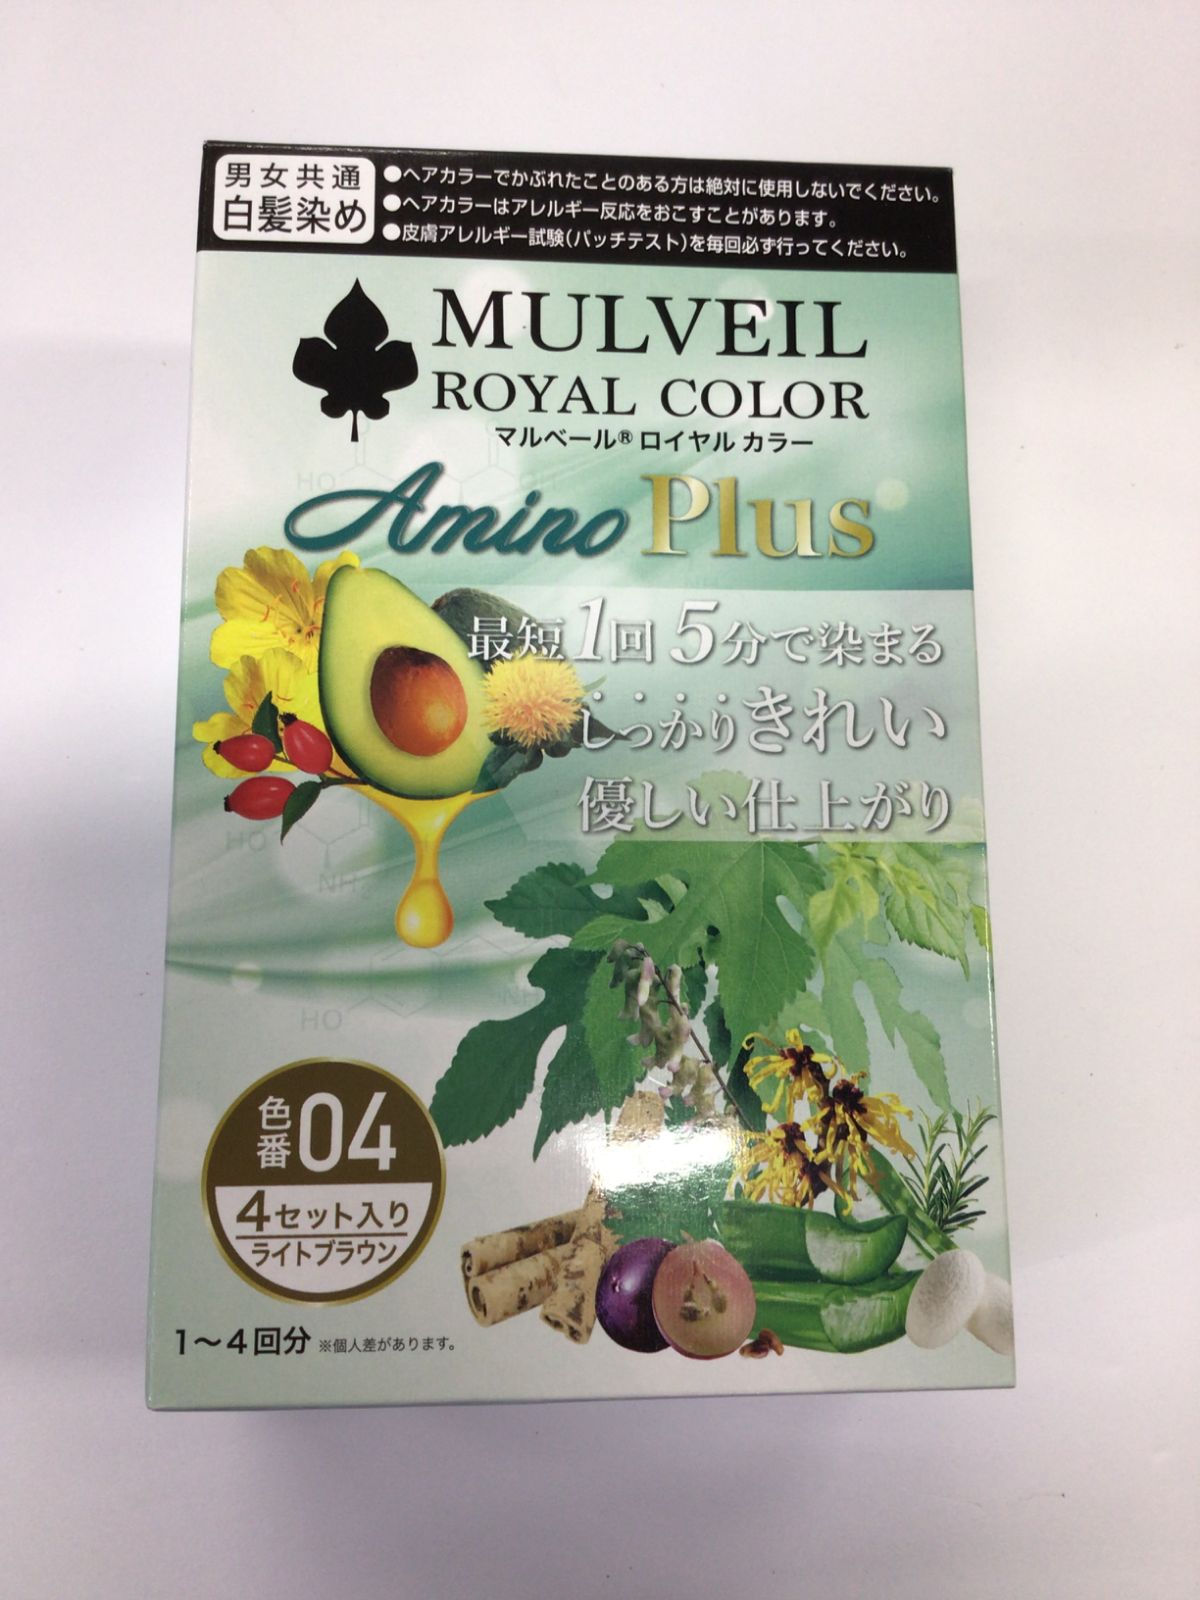 男女共通
白髪染め
●ヘアカラーでかぶれたことのある方は絶対に使用しないでください。
●ヘアカラーはアレルギー反応をおこすことがあります。
●皮膚アレルギー試験(パッチテスト)を毎回必ず行ってください。
MULVEIL
ROYAL COLOR
マルベール® ロイヤル カラー
Amino Plus
最短1回 5分で染まる
しっかりきれい
優しい仕上がり
HO
HO
NH₂
HO
色番04
4セット入り
ライトブラウン
1〜4回分 ※個人差があります。